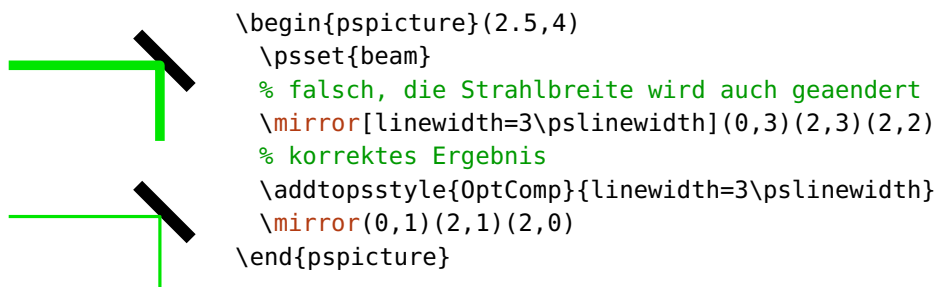 \begin{pspicture}(2.5,4)
\psset{beam}
% falsch, die Strahlbreite wird auch geaendert
\mirror[linewidth=3\pslinewidth](0,3)(2,3)(2,2)
% korrektes Ergebnis
\addtopsstyle{OptComp}{linewidth=3\pslinewidth}
\mirror(0,1)(2,1)(2,0)
\end{pspicture}